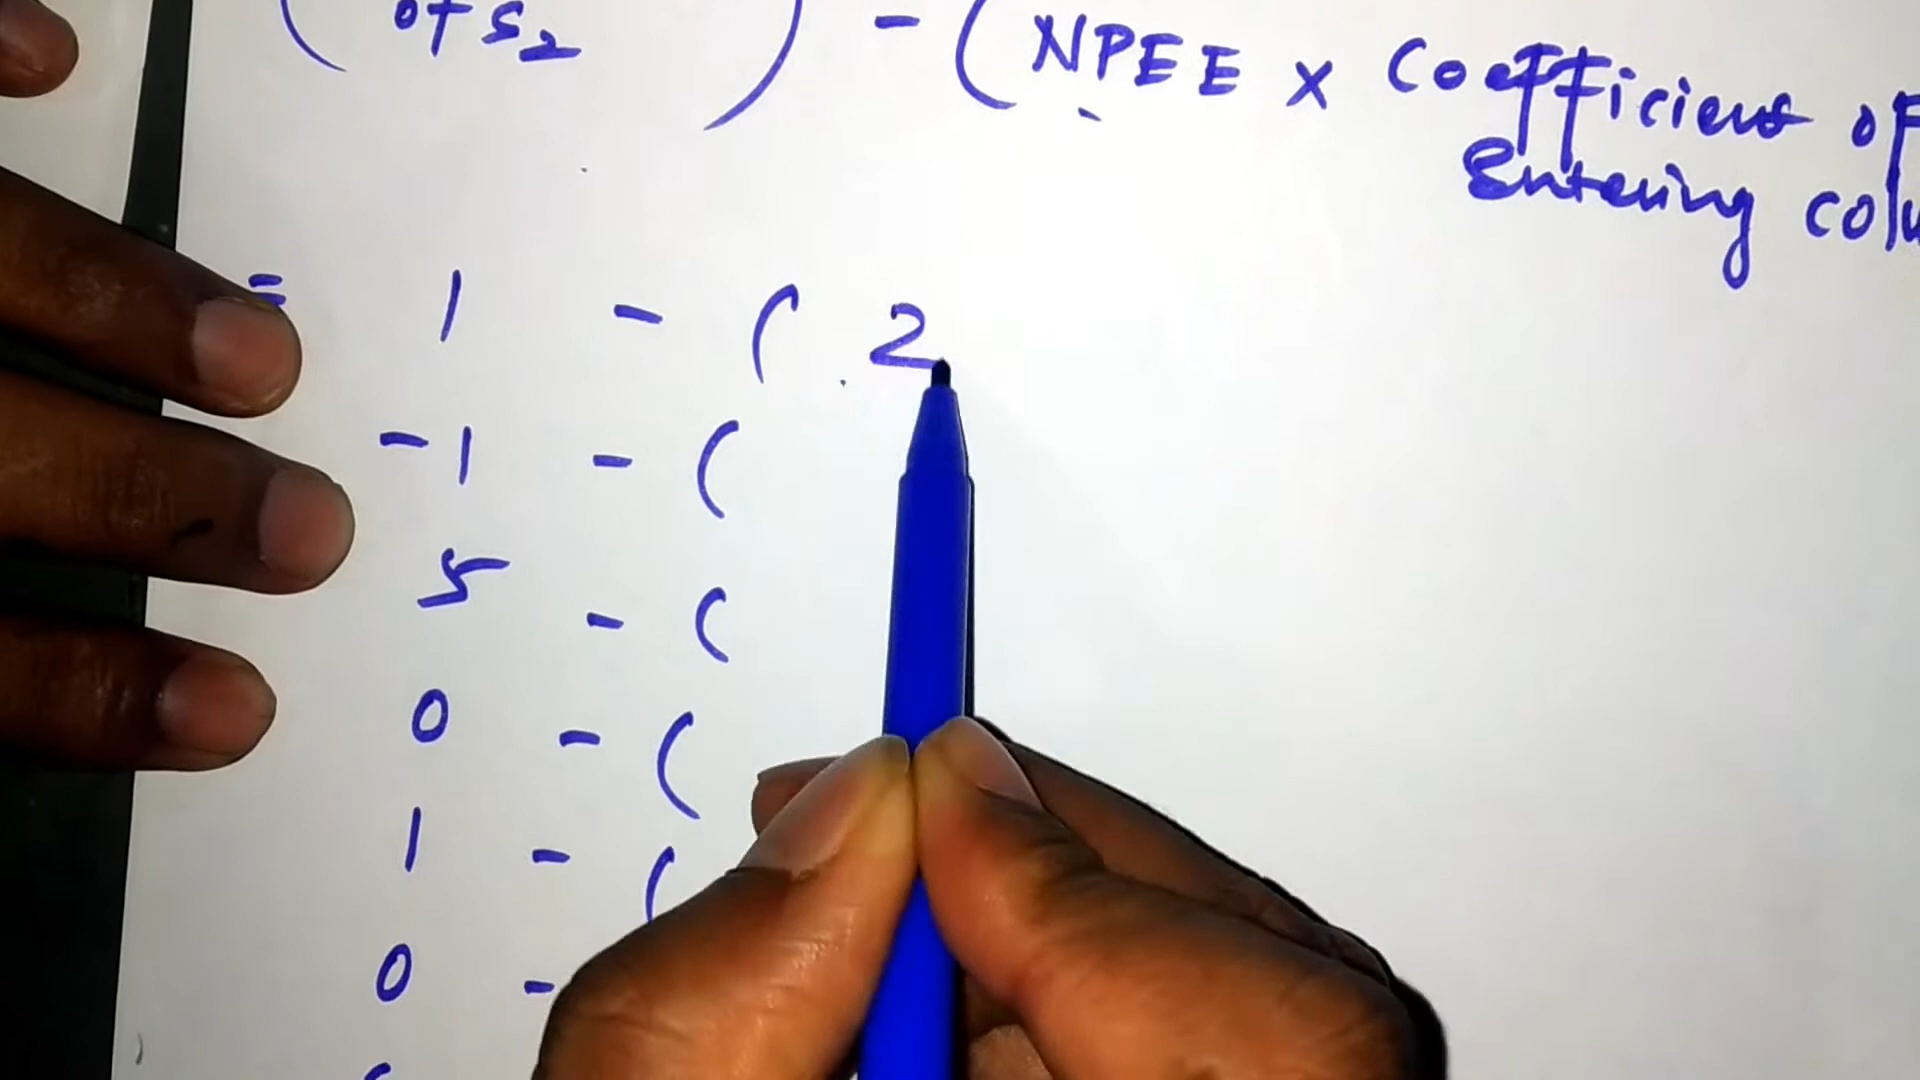 ( of S2 ) - ( NPEE x Coefficient of
Entering colu
= 1 - ( 2
-1 - (
5 - (
0 - (
1 - (
0 -